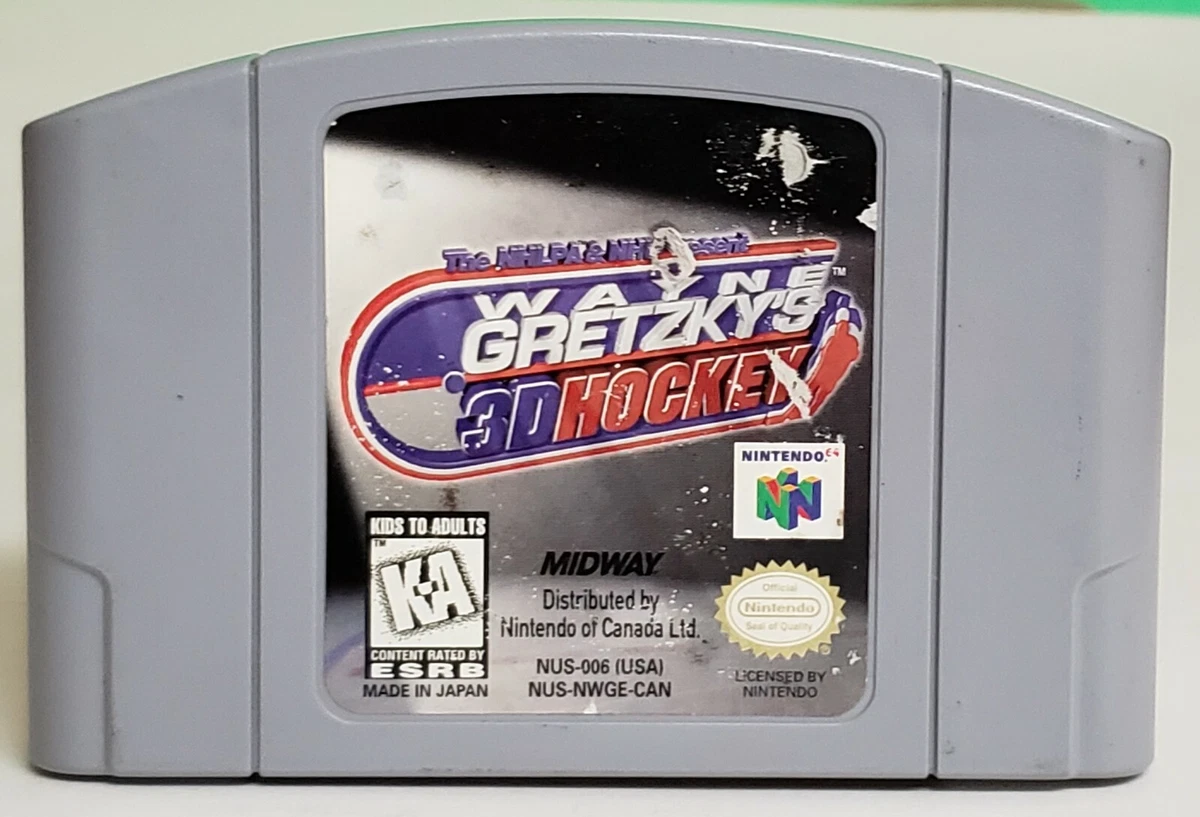 The NHLPA & NHL Present
WAYNE
GRETZKY'S
TM
3D HOCKEY
NINTENDO 64
KIDS TO ADULTS
TM
K-A
CONTENT RATED BY
ESRB
MADE IN JAPAN
MIDWAY
Distributed by
Nintendo of Canada Ltd.
NUS-006 (USA)
NUS-NWGE-CAN
Official
Nintendo
Seal of Quality
®
LICENSED BY
NINTENDO